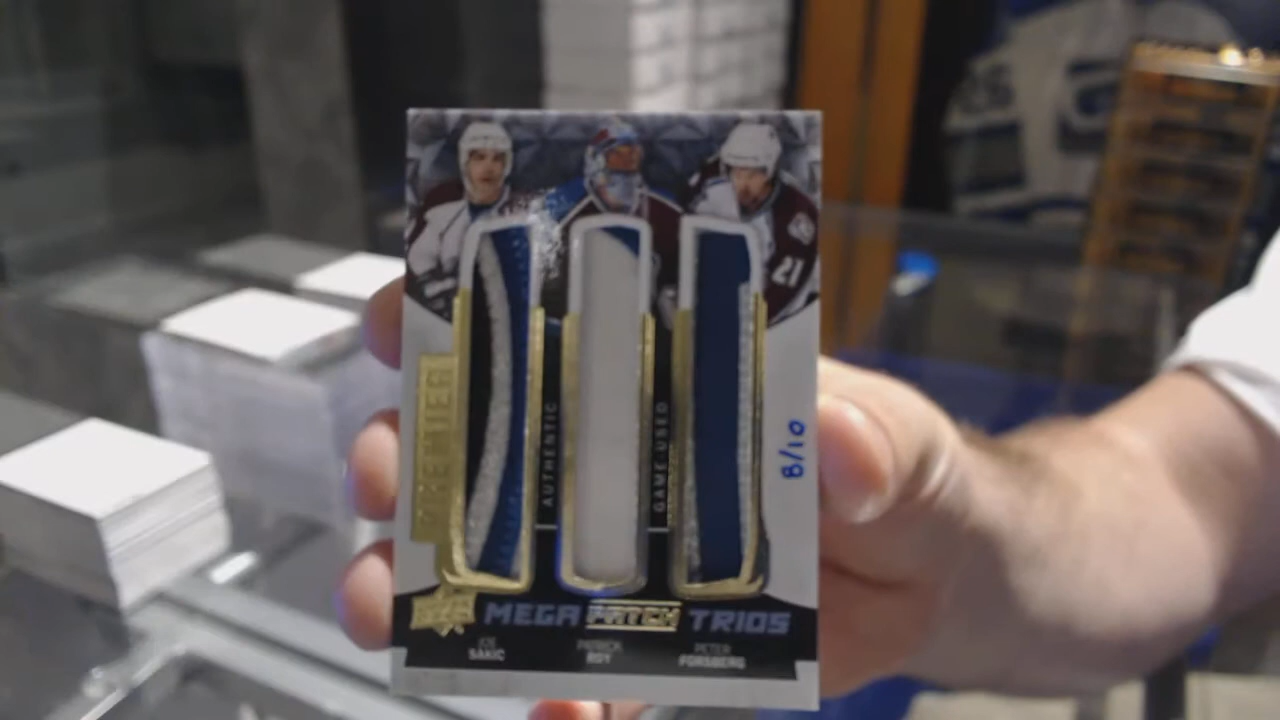 21
PREMIER
AUTHENTIC
GAME-USED
8/10
MEGA PATCH TRIOS
JOE SAKIC
PATRICK ROY
PETER FORSBERG